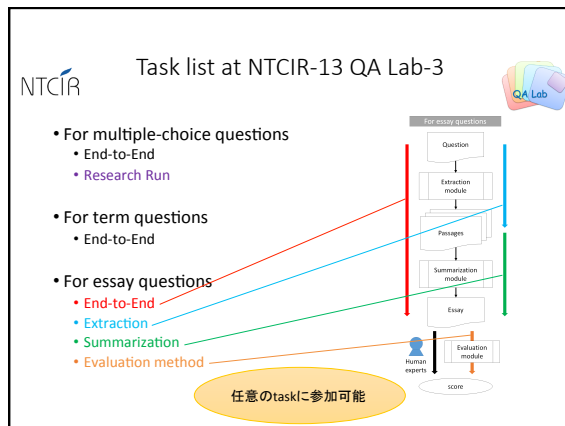 Task list at NTCIR-13 QA Lab-3
NTCIR
QA Lab
• For multiple-choice questions
• End-to-End
• Research Run
• For term questions
• End-to-End
• For essay questions
• End-to-End
• Extraction
• Summarization
• Evaluation method
For essay questions
Question
Extraction
module
Passages
Summarization
module
Essay
Human
experts
Evaluation
module
score
任意のtaskに参加可能